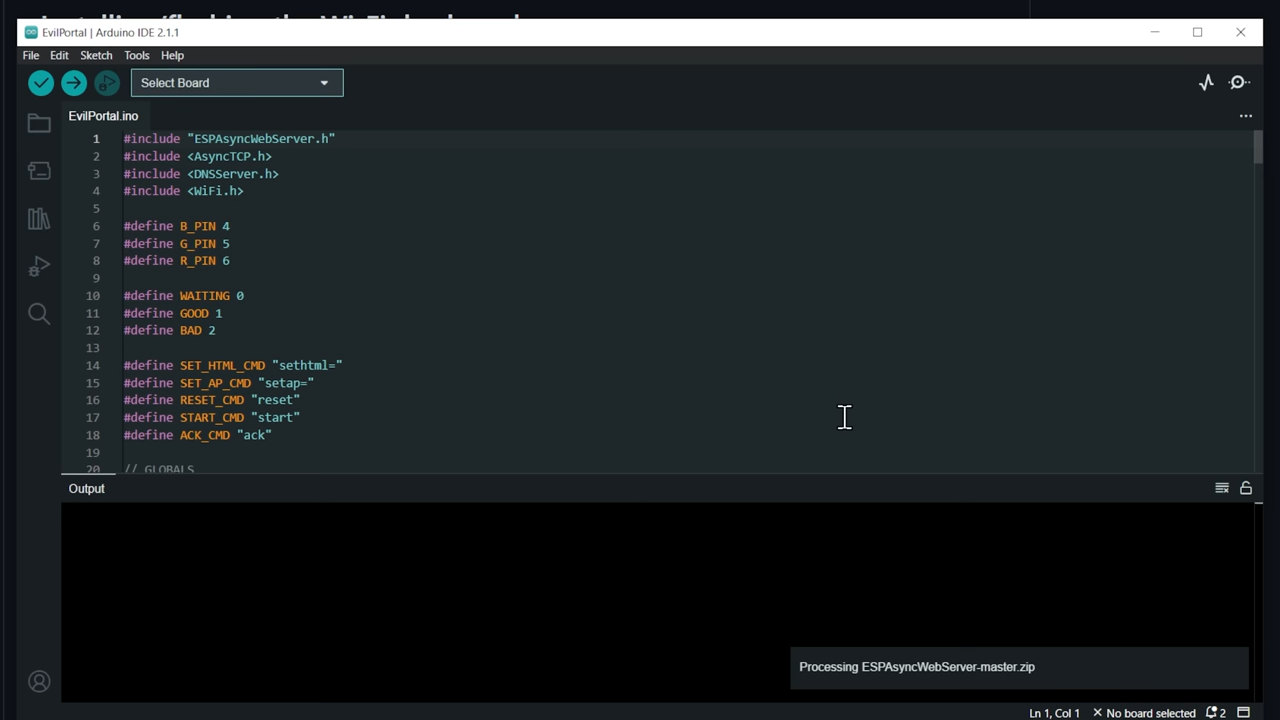 EvilPortal | Arduino IDE 2.1.1
File Edit Sketch Tools Help
Select Board
EvilPortal.ino
1 #include "ESPAsyncWebServer.h"
2 #include <AsyncTCP.h>
3 #include <DNSServer.h>
4 #include <WiFi.h>
5
6 #define B_PIN 4
7 #define G_PIN 5
8 #define R_PIN 6
9
10 #define WAITING 0
11 #define GOOD 1
12 #define BAD 2
13
14 #define SET_HTML_CMD "sethtml="
15 #define SET_AP_CMD "setap="
16 #define RESET_CMD "reset"
17 #define START_CMD "start"
18 #define ACK_CMD "ack"
19
20 // GLOBALS
Output
Processing ESPAsyncWebServer-master.zip
Ln 1, Col 1 X No board selected 2